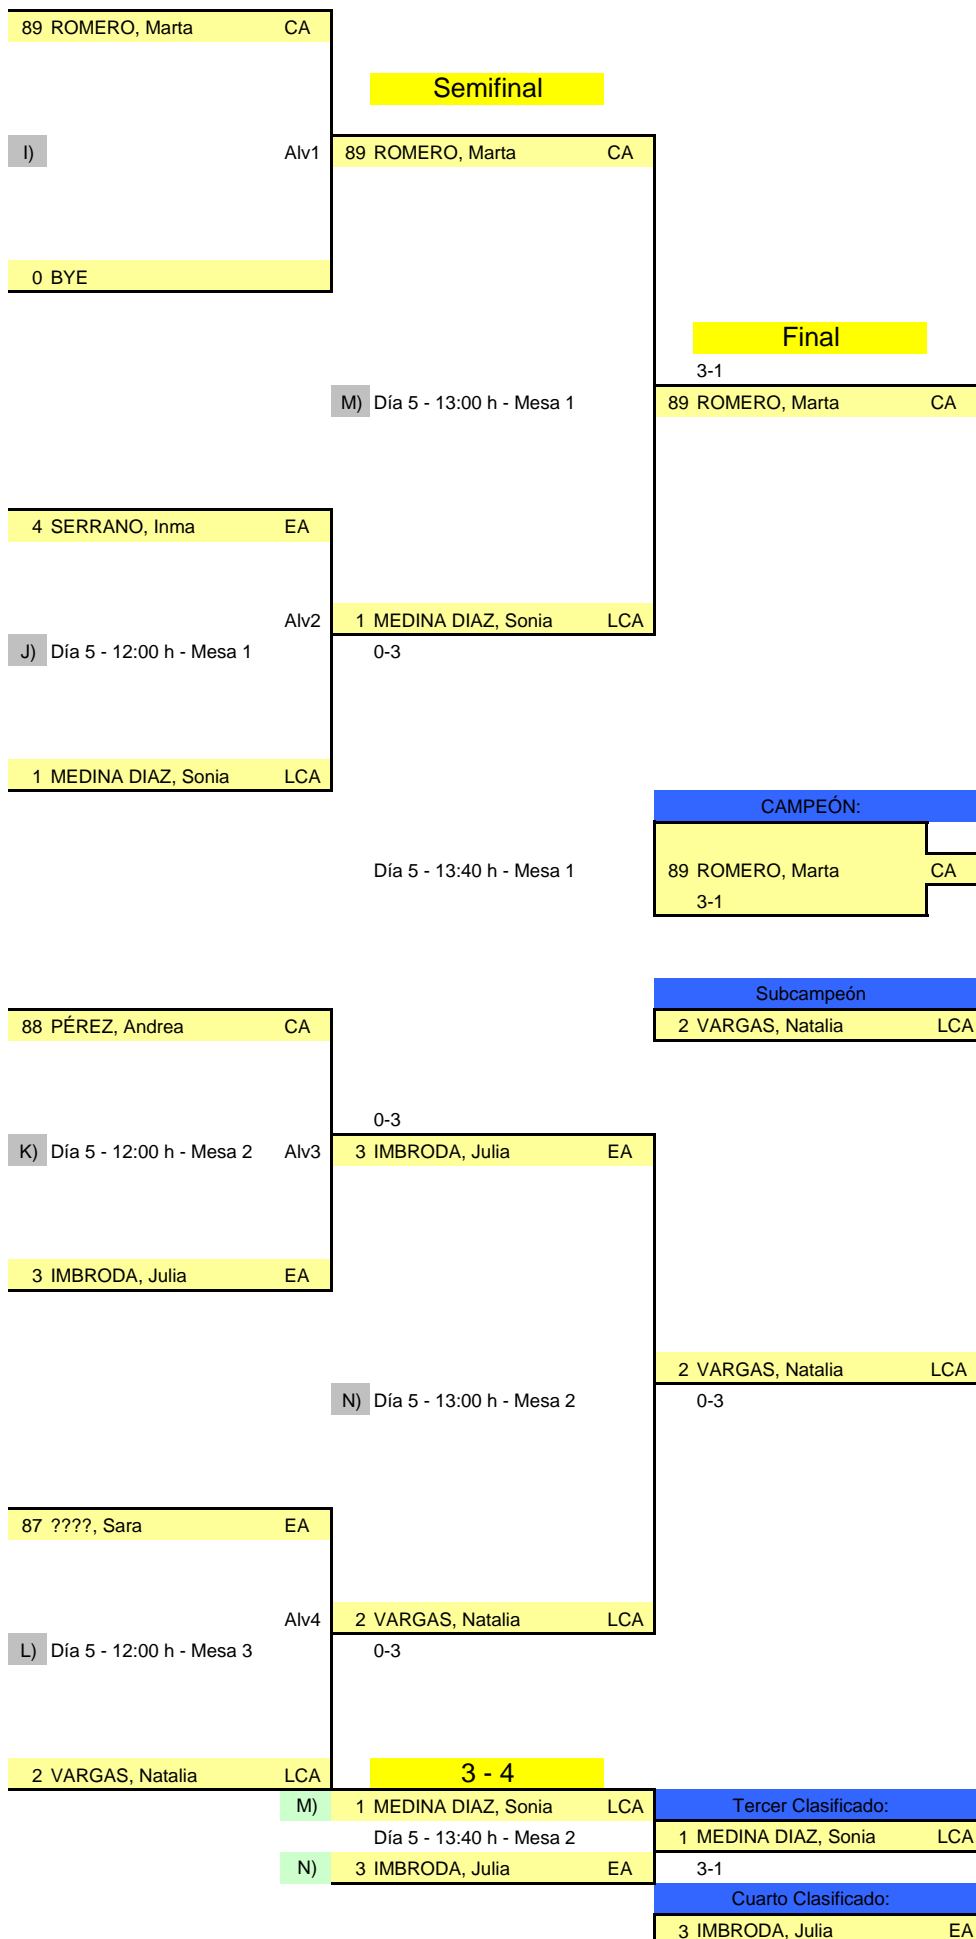 89 ROMERO, Marta CA
Semifinal
I) Alv1 89 ROMERO, Marta CA
0 BYE
Final
3-1
M) Día 5 - 13:00 h - Mesa 1 89 ROMERO, Marta CA
4 SERRANO, Inma EA
Alv2 1 MEDINA DIAZ, Sonia LCA
J) Día 5 - 12:00 h - Mesa 1 0-3
1 MEDINA DIAZ, Sonia LCA
CAMPEÓN:
Día 5 - 13:40 h - Mesa 1 89 ROMERO, Marta CA
3-1
Subcampeón
88 PÉREZ, Andrea CA 2 VARGAS, Natalia LCA
0-3
K) Día 5 - 12:00 h - Mesa 2 Alv3 3 IMBRODA, Julia EA
3 IMBRODA, Julia EA
2 VARGAS, Natalia LCA
N) Día 5 - 13:00 h - Mesa 2 0-3
87 ????, Sara EA
Alv4 2 VARGAS, Natalia LCA
L) Día 5 - 12:00 h - Mesa 3 0-3
2 VARGAS, Natalia LCA 3 - 4
M) 1 MEDINA DIAZ, Sonia LCA Tercer Clasificado:
Día 5 - 13:40 h - Mesa 2 1 MEDINA DIAZ, Sonia LCA
N) 3 IMBRODA, Julia EA 3-1
Cuarto Clasificado:
3 IMBRODA, Julia EA